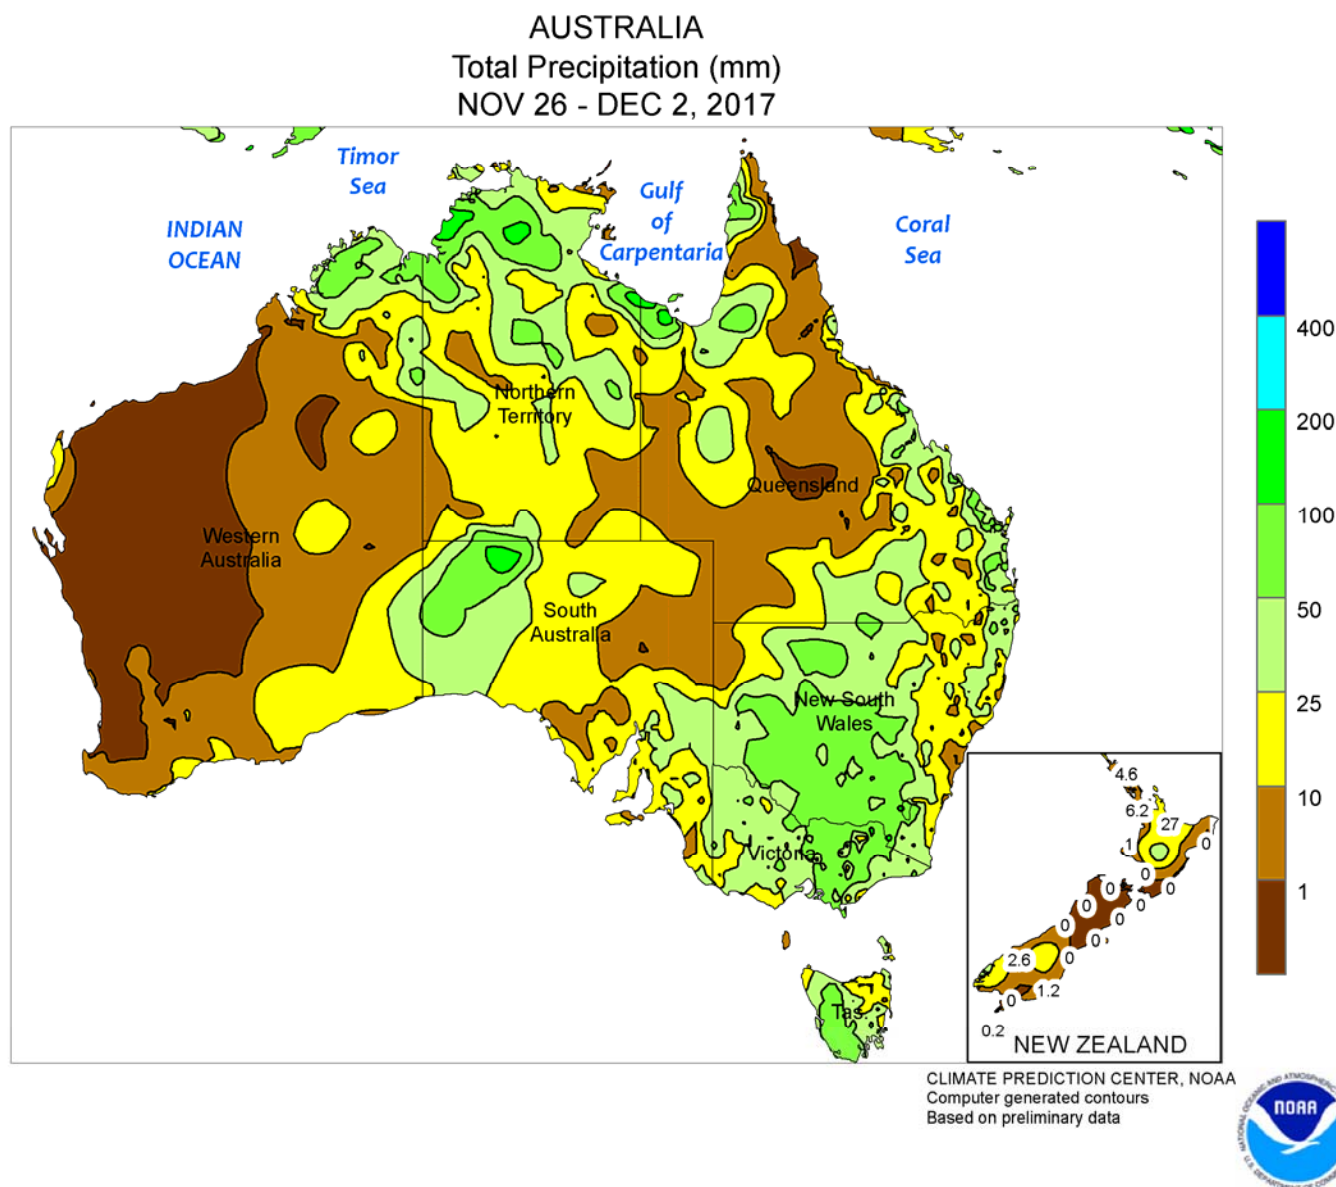 AUSTRALIA
Total Precipitation (mm)
NOV 26 - DEC 2, 2017
Timor
Sea
INDIAN
OCEAN
Gulf
of
Carpentaria
Coral
Sea
Northern
Territory
Queensland
Western
Australia
South
Australia
New South
Wales
Victoria
Tas.
400
200
100
50
25
10
1
4.6
6.2
27
1
0
0
0
0
0
0
0
0
0
0
0
2.6
0
1.2
0.2
NEW ZEALAND
CLIMATE PREDICTION CENTER, NOAA
Computer generated contours
Based on preliminary data
NOAA